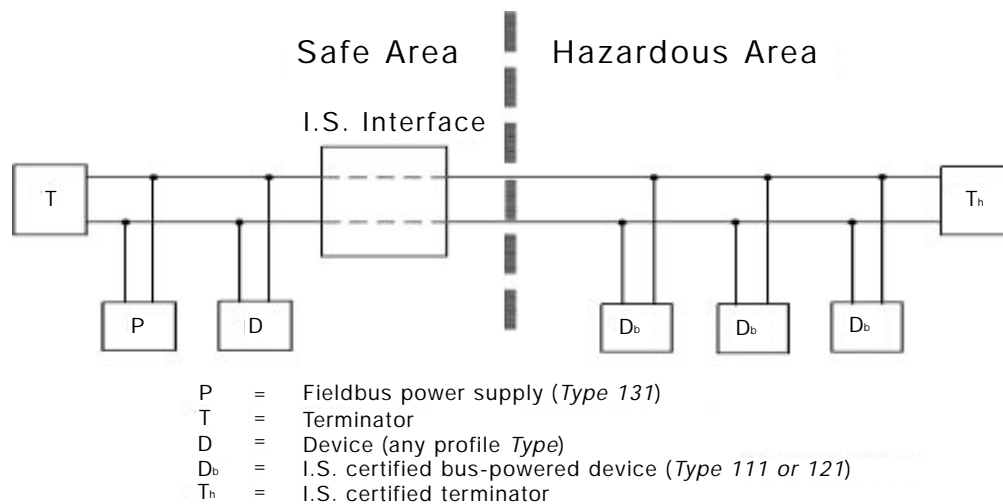 Safe Area
Hazardous Area
I.S. Interface
T
Th
P
D
Db
Db
Db
P = Fieldbus power supply (Type 131)
T = Terminator
D = Device (any profile Type)
Db = I.S. certified bus-powered device (Type 111 or 121)
Th = I.S. certified terminator